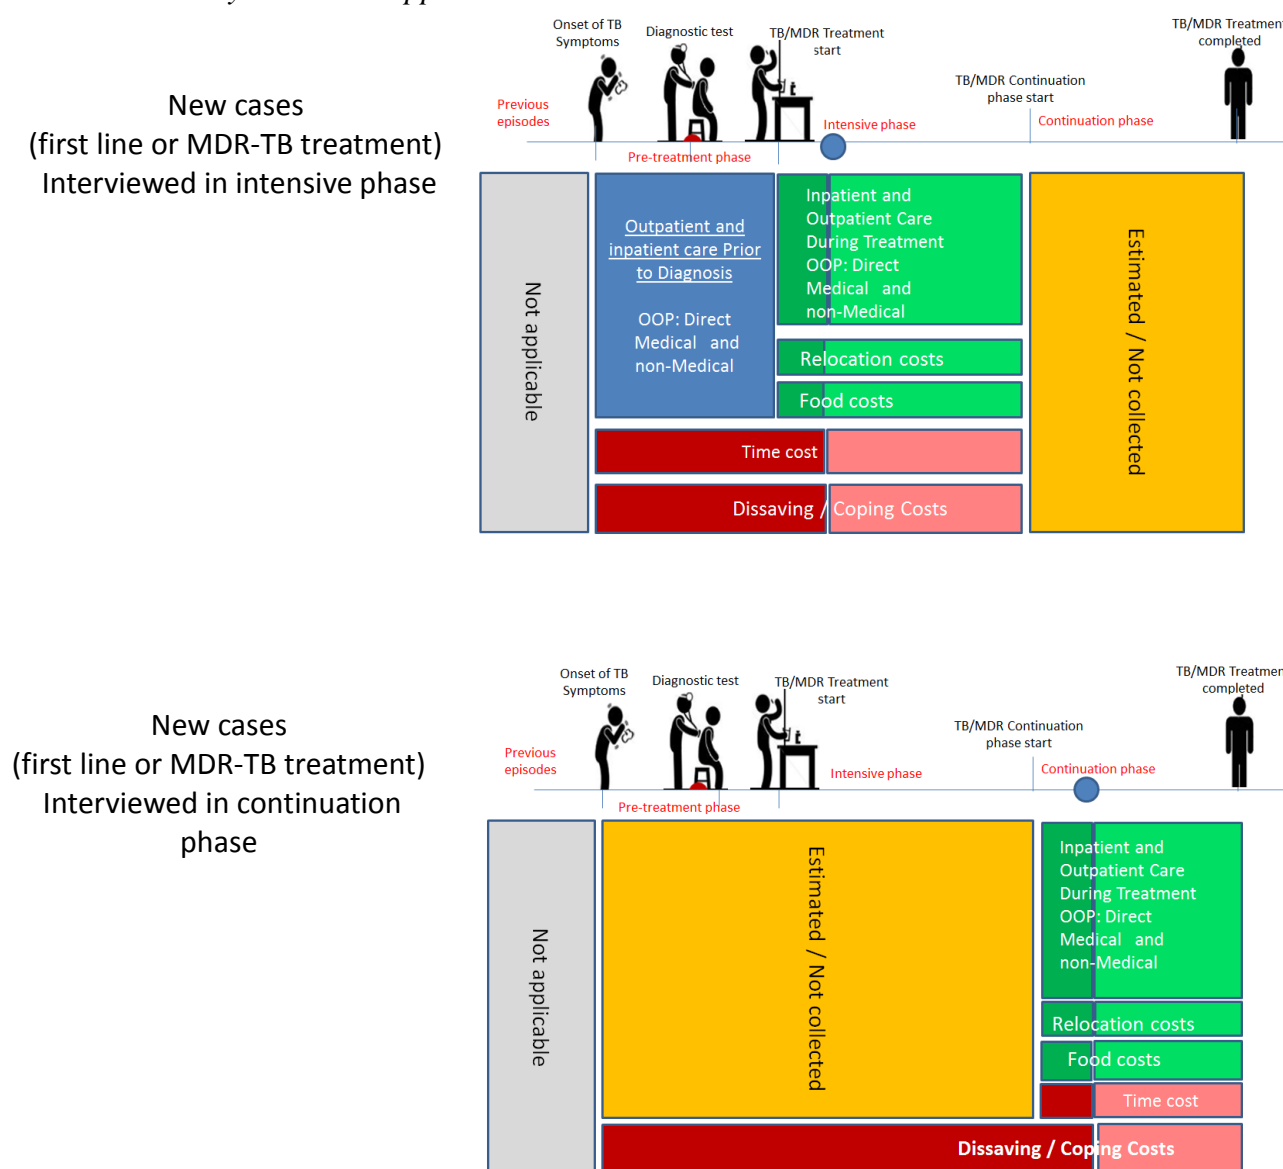 New cases
(first line or MDR-TB treatment)
Interviewed in intensive phase
Onset of TB
Symptoms
Diagnostic test
TB/MDR Treatment
start
TB/MDR Continuation
phase start
TB/MDR Treatment
completed
Previous
episodes
Pre-treatment phase
Intensive phase
Continuation phase
Not applicable
Outpatient and
inpatient care Prior
to Diagnosis
OOP: Direct
Medical and
non-Medical
Inpatient and
Outpatient Care
During Treatment
OOP: Direct
Medical and
non-Medical
Relocation costs
Food costs
Time cost
Dissaving / Coping Costs
Estimated / Not collected
New cases
(first line or MDR-TB treatment)
Interviewed in continuation
phase
Onset of TB
Symptoms
Diagnostic test
TB/MDR Treatment
start
TB/MDR Continuation
phase start
TB/MDR Treatment
completed
Previous
episodes
Pre-treatment phase
Intensive phase
Continuation phase
Not applicable
Estimated / Not collected
Inpatient and
Outpatient Care
During Treatment
OOP: Direct
Medical and
non-Medical
Relocation costs
Food costs
Time cost
Dissaving / Coping Costs